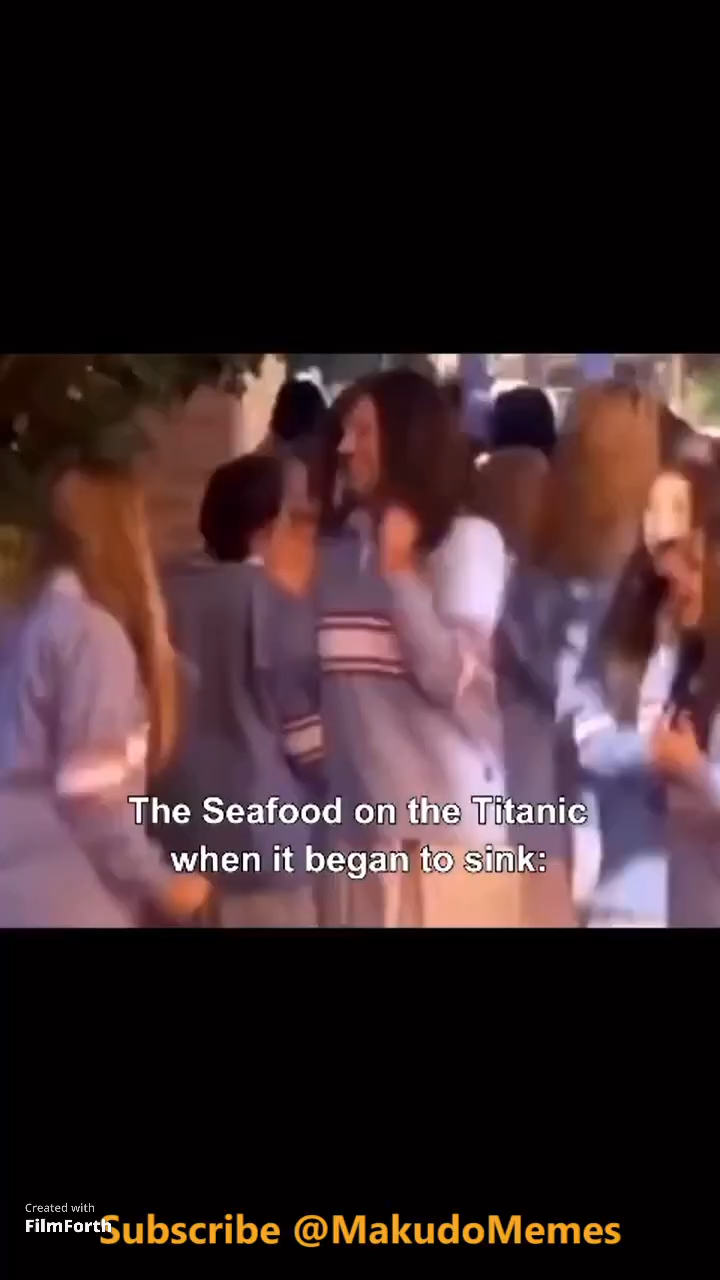 The Seafood on the Titanic
when it began to sink:
Created with
FilmForth
Subscribe @MakudoMemes